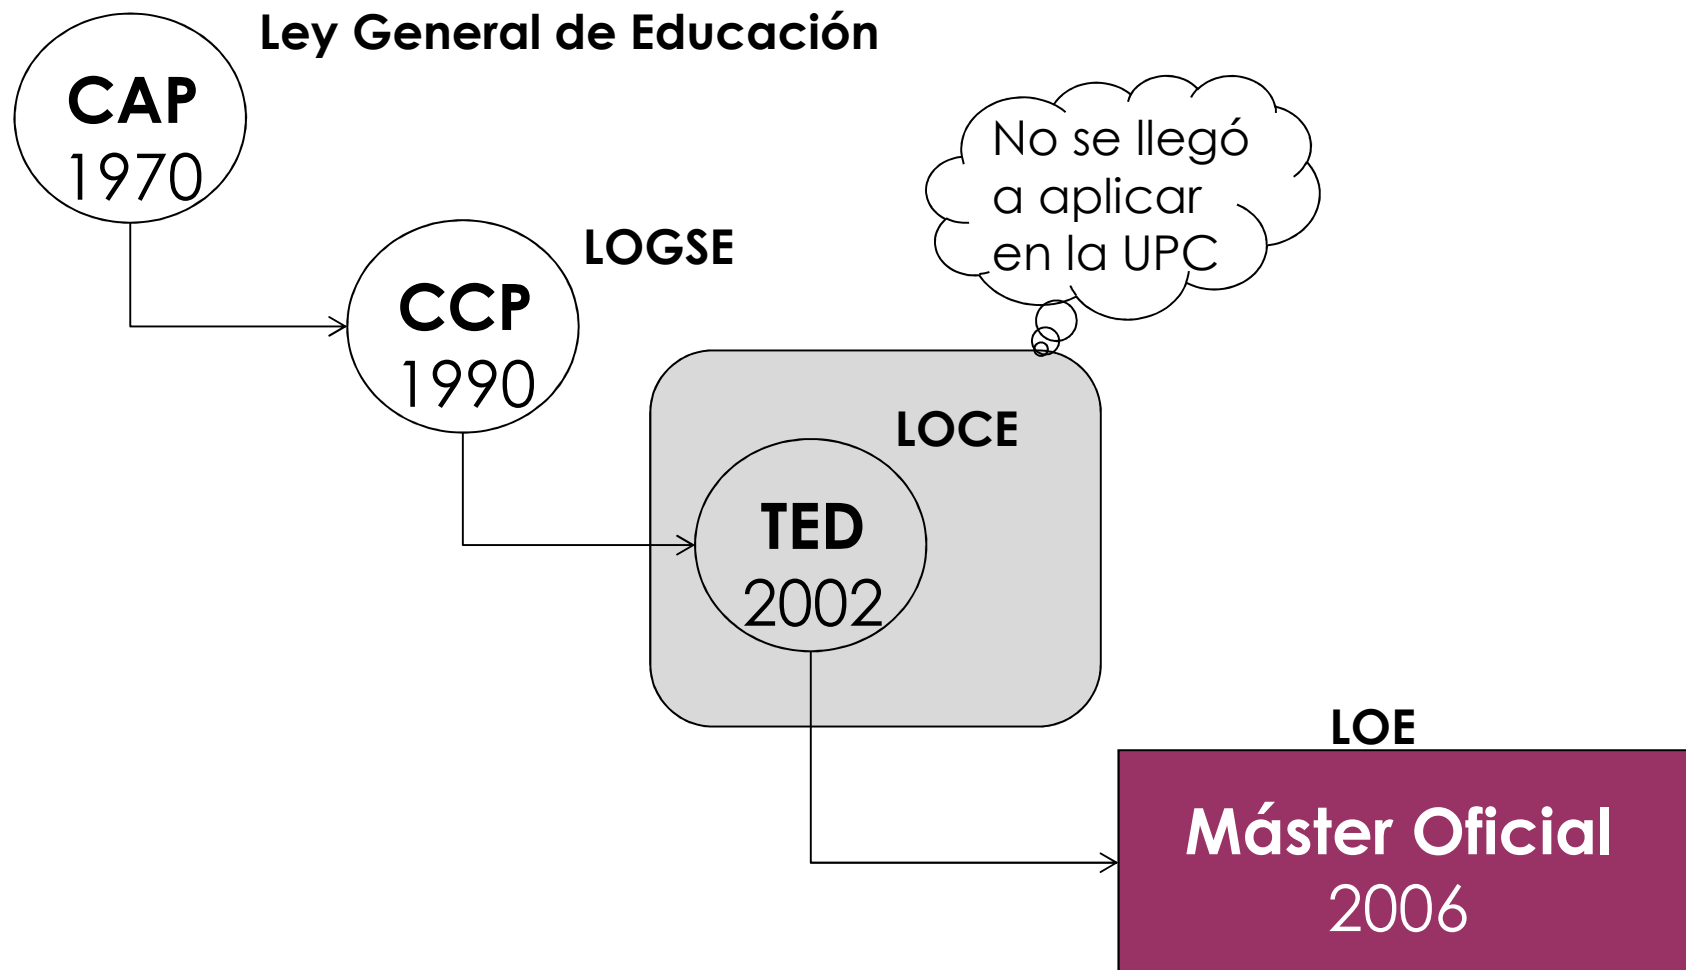 Ley General de Educación
CAP
1970
No se llegó
a aplicar
en la UPC
LOGSE
CCP
1990
LOCE
TED
2002
LOE
Máster Oficial
2006